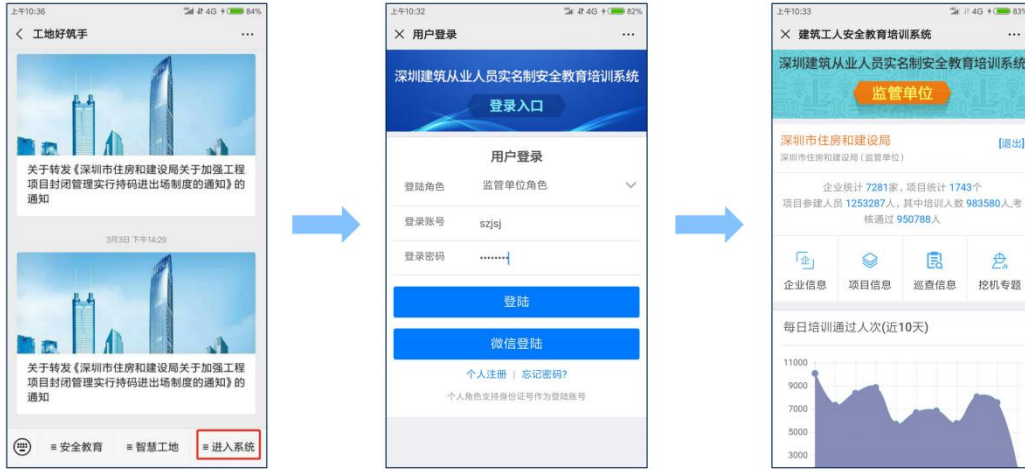 上午10:36
4G
84%
工地好筑手
...
关于转发《深圳市住房和建设局关于加强工程
项目封闭管理实行持码进出场制度的通知》的
通知
3月3日 下午14:29
关于转发《深圳市住房和建设局关于加强工程
项目封闭管理实行持码进出场制度的通知》的
通知
≡ 安全教育
≡ 智慧工地
≡ 进入系统
上午10:32
4G
82%
× 用户登录
...
深圳建筑从业人员实名制安全教育培训系统
登录入口
用户登录
登陆角色 监管单位角色
登录账号 szjsj
登录密码 ········
登陆
微信登陆
个人注册 | 忘记密码?
个人角色支持身份证号作为登陆账号
上午10:33
4G
83%
× 建筑工人安全教育培训系统
...
深圳建筑从业人员实名制安全教育培训系统
监管单位
深圳市住房和建设局 [退出]
深圳市住房和建设局(监管单位)
企业统计 7281家, 项目统计 1743个
项目参建人员 1253287人, 其中培训人数 983580人,考
核通过 950788人
企业信息 项目信息 巡查信息 挖机专题
每日培训通过人次(近10天)
11000
9000
7000
5000
3000